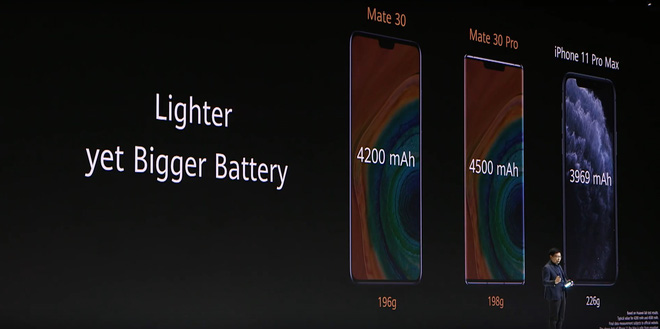 Mate 30
Mate 30 Pro
iPhone 11 Pro Max
Lighter
yet Bigger Battery
4200 mAh
4500 mAh
3969 mAh
196g
198g
226g